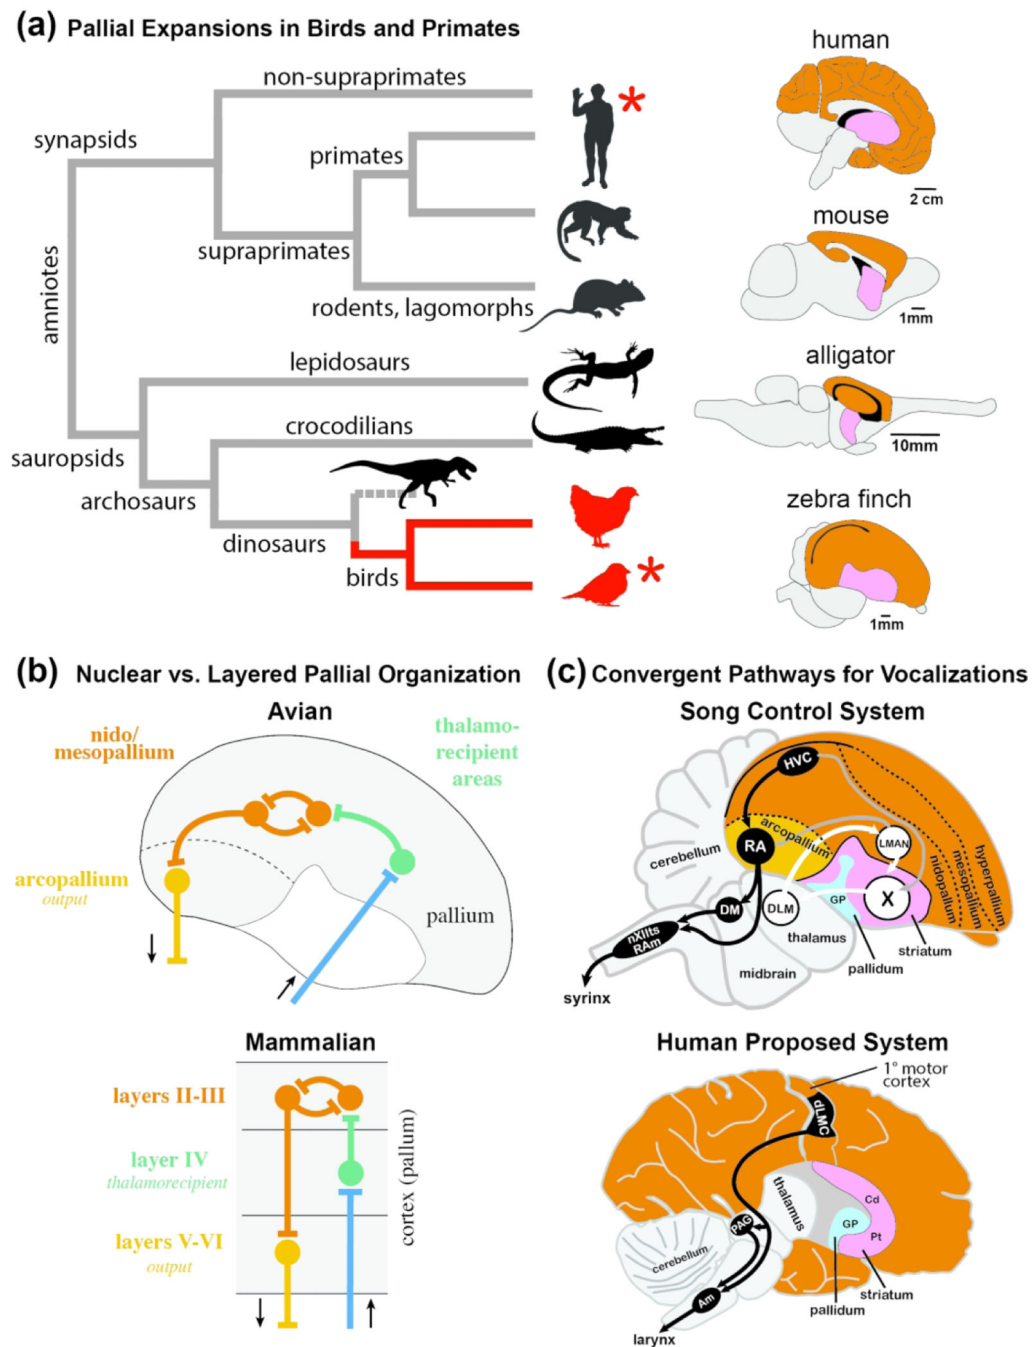 (a) Pallial Expansions in Birds and Primates
human
non-supraprimates
*
synapsids
primates
2 cm
mouse
supraprimates
amniotes
rodents, lagomorphs
1mm
alligator
lepidosaurs
crocodilians
10mm
sauropsids
archosaurs
zebra finch
dinosaurs
birds
*
1mm
(b) Nuclear vs. Layered Pallial Organization
Avian
nido/
mesopallium
thalamo-
recipient
areas
arcopallium
output
pallium
Mammalian
layers II-III
layer IV
thalamorecipient
layers V-VI
output
cortex (pallum)
(c) Convergent Pathways for Vocalizations
Song Control System
HVC
arcopallium
RA
LMAN
cerebellum
hyperpallium
mesopallium
nidopallum
GP
X
DM
DLM
nXIIts
RAm
thalamus
striatum
pallidum
midbrain
syrinx
Human Proposed System
1° motor
cortex
dLMC
thalamus
Cd
GP
Pt
PAG
cerebellum
striatum
Am
pallidum
larynx